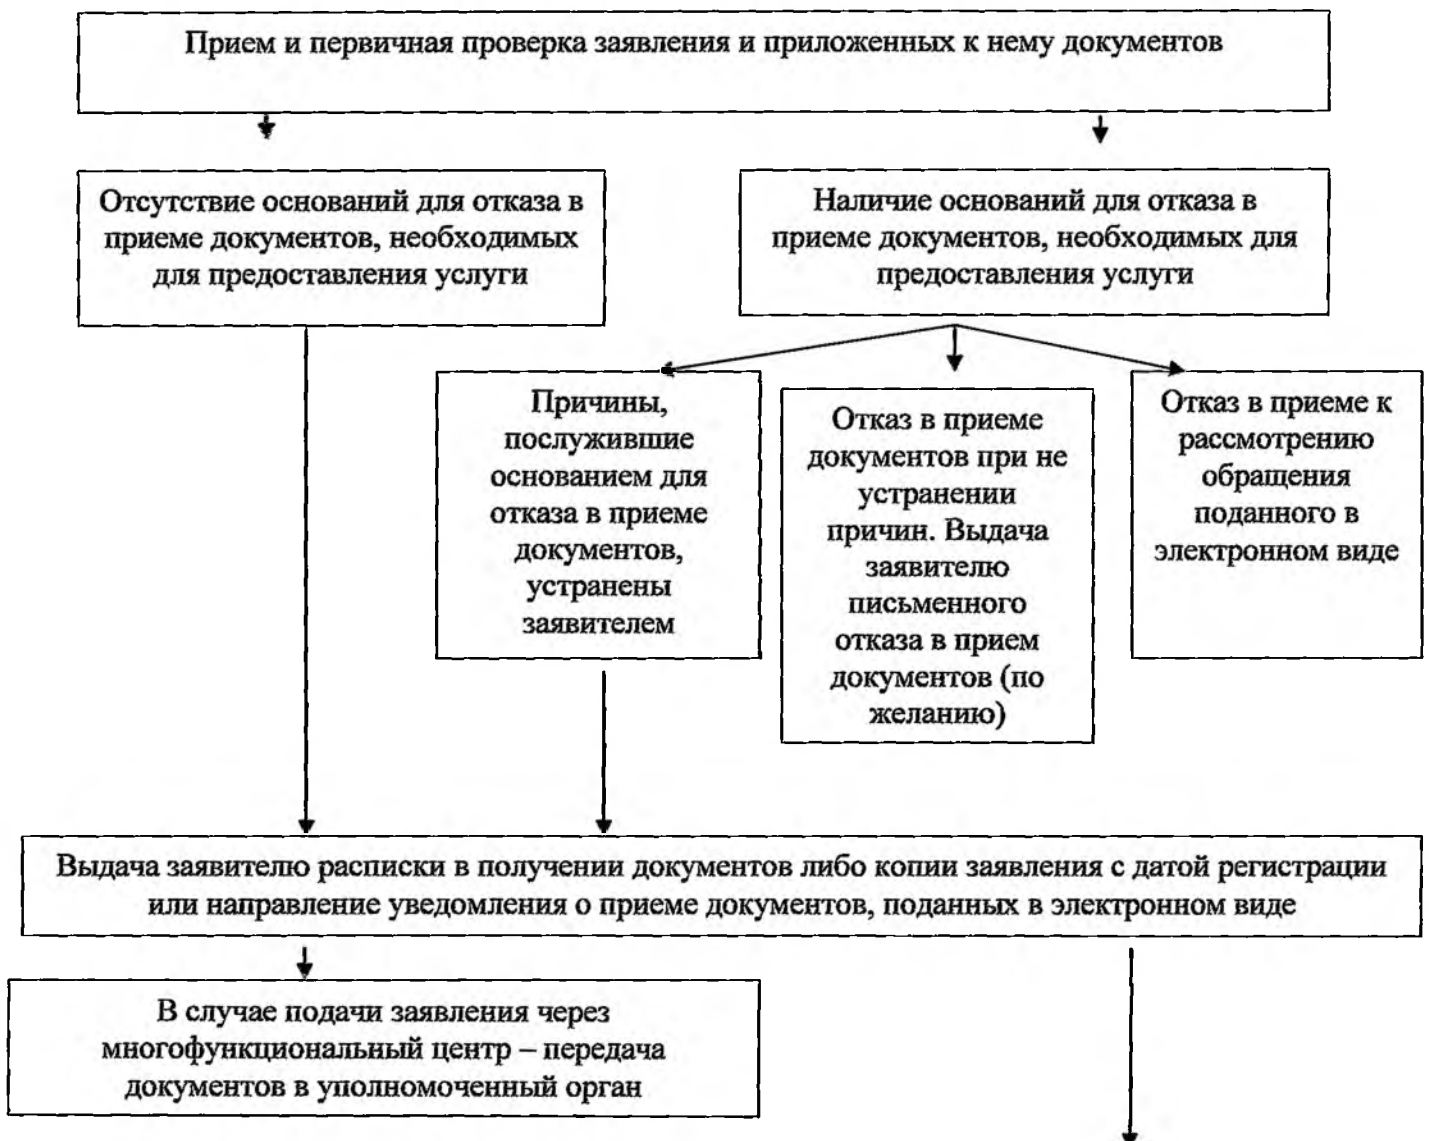 Прием и первичная проверка заявления и приложенных к нему документов
Отсутствие оснований для отказа в
приеме документов, необходимых
для предоставления услуги
Наличие оснований для отказа в
приеме документов, необходимых для
предоставления услуги
Причины,
послужившие
основанием для
отказа в приеме
документов,
устранены
заявителем
Отказ в приеме
документов при не
устранении
причин. Выдача
заявителю
письменного
отказа в прием
документов (по
желанию)
Отказ в приеме к
рассмотрению
обращения
поданного в
электронном виде
Выдача заявителю расписки в получении документов либо копии заявления с датой регистрации
или направление уведомления о приеме документов, поданных в электронном виде
В случае подачи заявления через
многофункциональный центр – передача
документов в уполномоченный орган